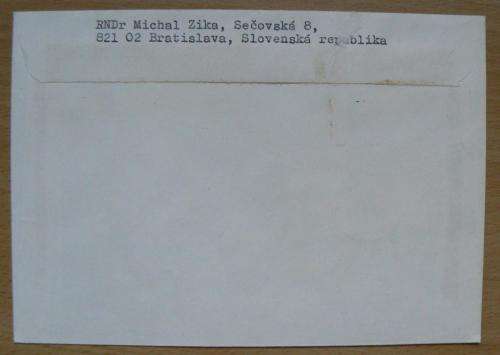 RNDr Michal Zika, Sečovská 8,
821 02 Bratislava, Slovenská republika